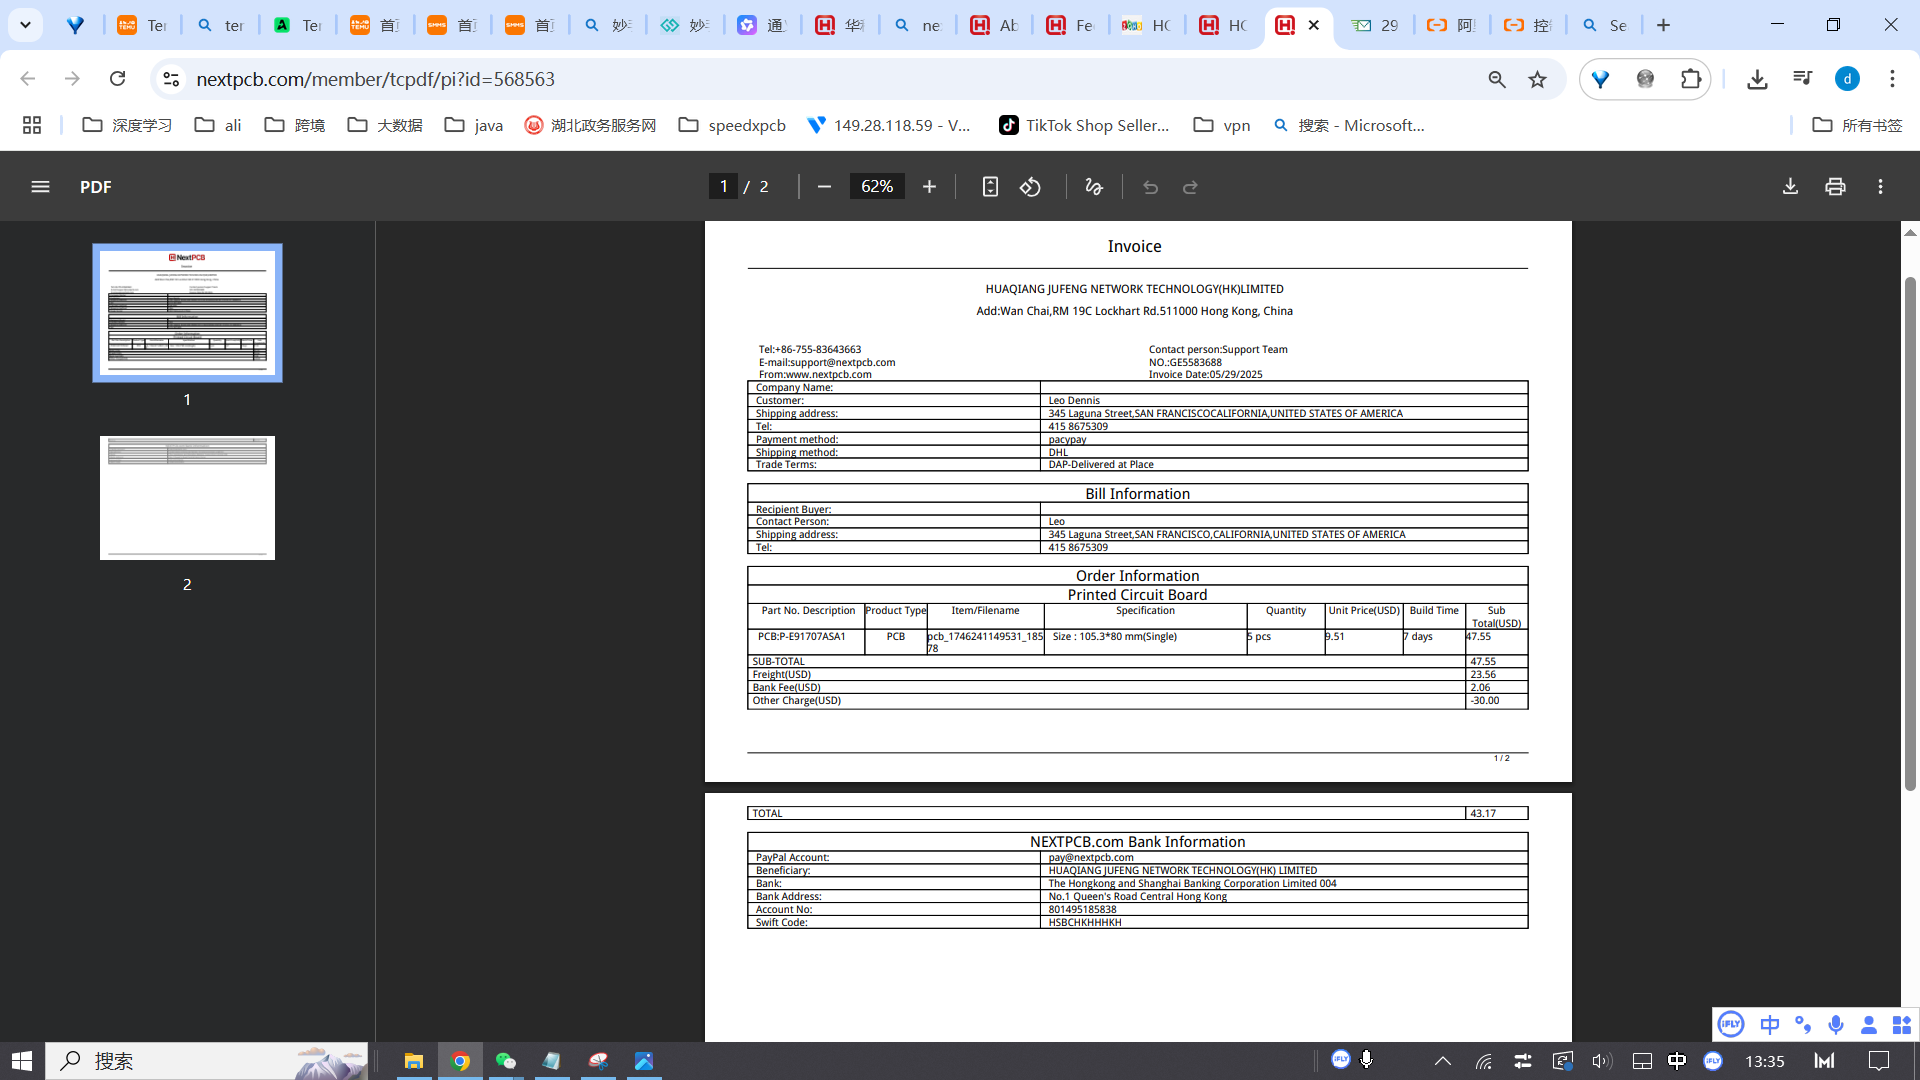 Ter
ter
Ter
首页
首页
首页
妙手
妙手
通义
华秋
ne
Ab
Fe
HC
HC
29
阿里
控制
Se
nextpcb.com/member/tcpdf/pi?id=568563
d
深度学习
ali
跨境
大数据
java
湖北政务服务网
speedxpcb
149.28.118.59 - V...
TikTok Shop Seller...
vpn
搜索 - Microsoft...
所有书签
PDF
1 / 2
62%
NextPCB
1
2
Invoice
HUAQIANG JUFENG NETWORK TECHNOLOGY(HK)LIMITED
Add:Wan Chai,RM 19C Lockhart Rd.511000 Hong Kong, China
Tel:+86-755-83643663 Contact person:Support Team
E-mail:support@nextpcb.com NO.:GE5583688
From:www.nextpcb.com Invoice Date:05/29/2025
Company Name:
Customer: Leo Dennis
Shipping address: 345 Laguna Street,SAN FRANCISCOCALIFORNIA,UNITED STATES OF AMERICA
Tel: 415 8675309
Payment method: pacypay
Shipping method: DHL
Trade Terms: DAP-Delivered at Place
Bill Information
Recipient Buyer:
Contact Person: Leo
Shipping address: 345 Laguna Street,SAN FRANCISCO,CALIFORNIA,UNITED STATES OF AMERICA
Tel: 415 8675309
Order Information
Printed Circuit Board
Part No. Description Product Type Item/Filename Specification Quantity Unit Price(USD) Build Time Sub Total(USD)
PCB:P-E91707ASA1 PCB pcb_1746241149531_18578 Size : 105.3*80 mm(Single) 5 pcs 9.51 7 days 47.55
SUB-TOTAL 47.55
Freight(USD) 23.56
Bank Fee(USD) 2.06
Other Charge(USD) -30.00
1 / 2
TOTAL 43.17
NEXTPCB.com Bank Information
PayPal Account: pay@nextpcb.com
Beneficiary: HUAQIANG JUFENG NETWORK TECHNOLOGY(HK) LIMITED
Bank: The Hongkong and Shanghai Banking Corporation Limited 004
Bank Address: No.1 Queen's Road Central Hong Kong
Account No: 801495185838
Swift Code: HSBCHKHHHKH
iFLY 中
搜索
中
13:35